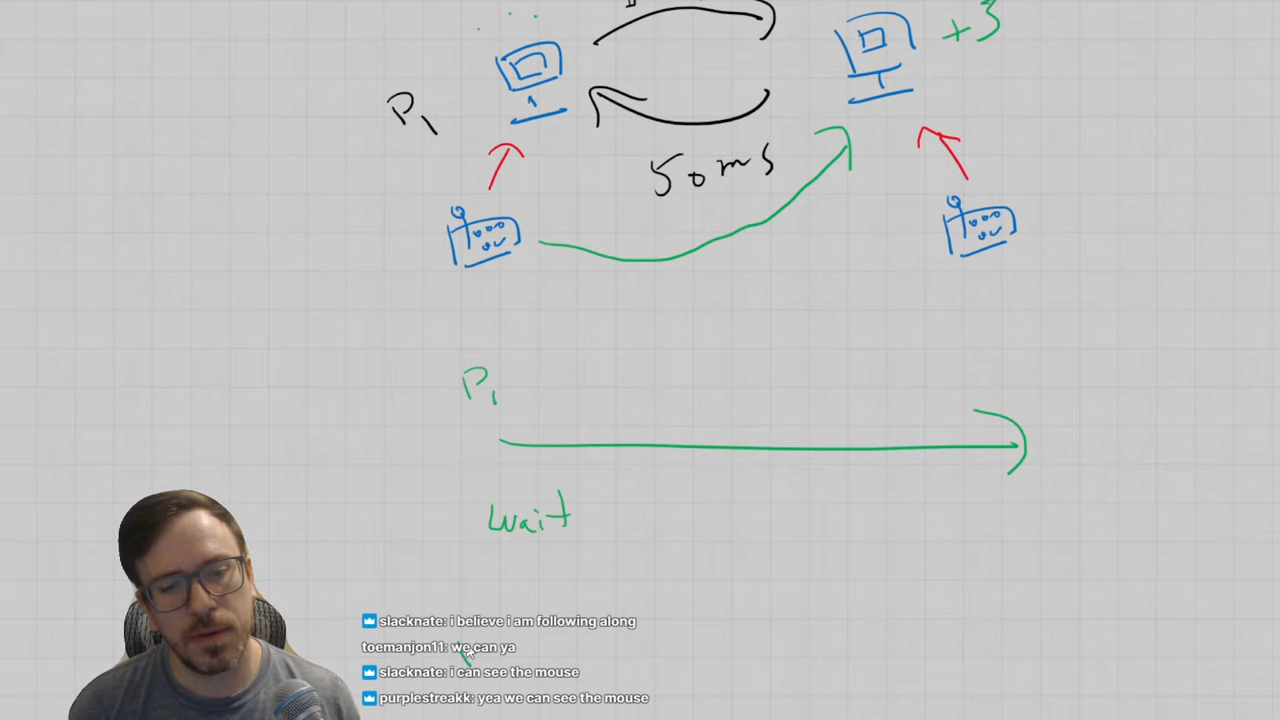 +3
P1
50ms
P1
wait
slacknate: i believe i am following along
toemanjon11: we can ya
slacknate: i can see the mouse
purplestreakk: yea we can see the mouse